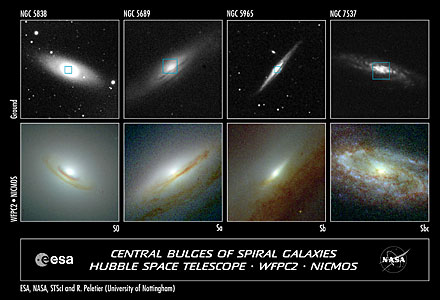 NGC 5838 NGC 5689 NGC 5965 NGC 7537
Ground
WFPC2 • NICMOS
S0 Sa Sb Sbc
esa
CENTRAL BULGES OF SPIRAL GALAXIES
HUBBLE SPACE TELESCOPE • WFPC2 • NICMOS
NASA
ESA, NASA, STScI and R. Peletier (University of Nottingham)